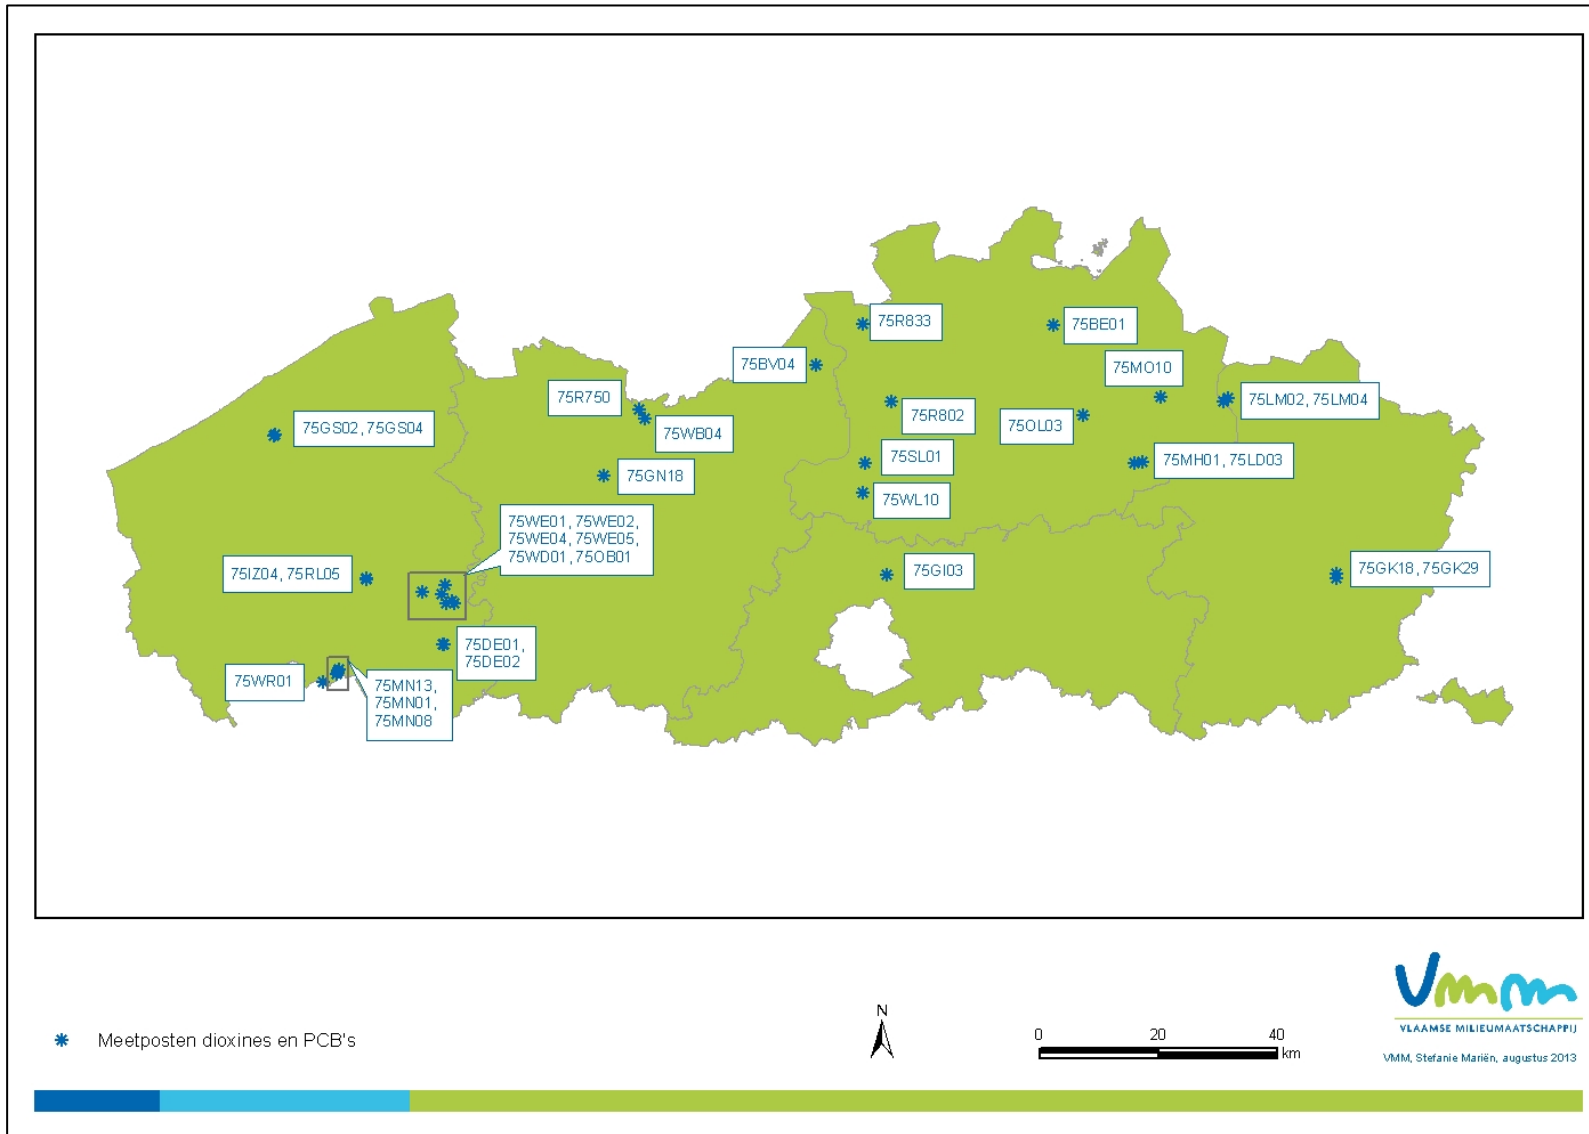 75R833
75BE01
75BV04
75MO10
75R750
75LM02, 75LM04
75R802
75OL03
75GS02, 75GS04
75WB04
75SL01
75MH01, 75LD03
75GN18
75WL10
75WE01, 75WE02,
75WE04, 75WE05,
75WD01, 75OB01
75IZ04, 75RL05
75GI03
75GK18, 75GK29
75DE01,
75DE02
75WR01
75MN13,
75MN01,
75MN08
Meetposten dioxines en PCB's
N
0 20 40
km
vmm
VLAAMSE MILIEUMAATSCHAPPIJ
VMM, Stefanie Mariën, augustus 2013